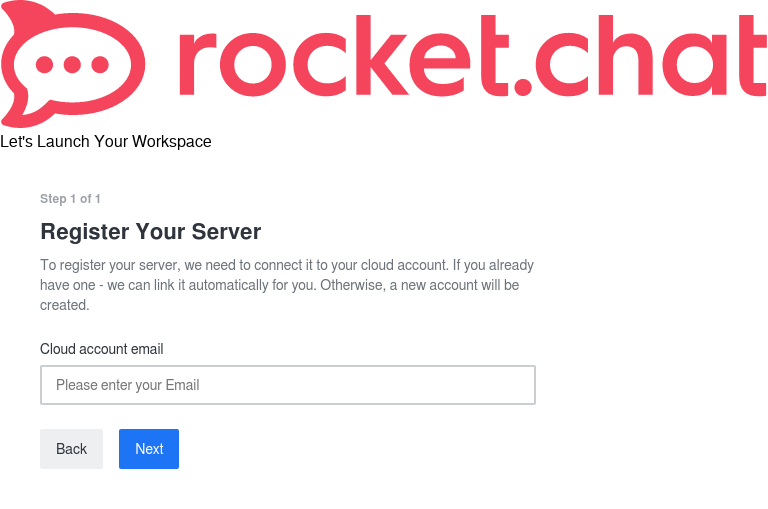 rocket.chat
Let's Launch Your Workspace
Step 1 of 1
Register Your Server
To register your server, we need to connect it to your cloud account. If you already
have one - we can link it automatically for you. Otherwise, a new account will be
created.
Cloud account email
Please enter your Email
Back
Next